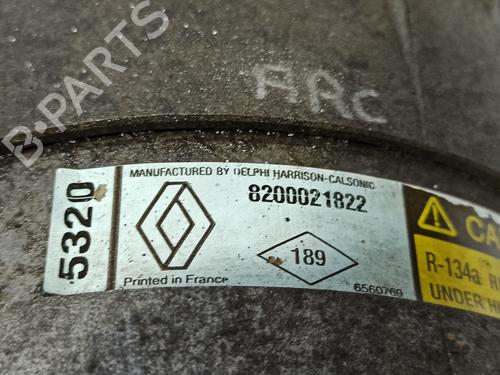 B-PARTS
ARC
MANUFACTURED BY DELPHI HARRISON-CALSONIC
8200021822
5320
189
Printed in France
6560769
R-134a
UNDER